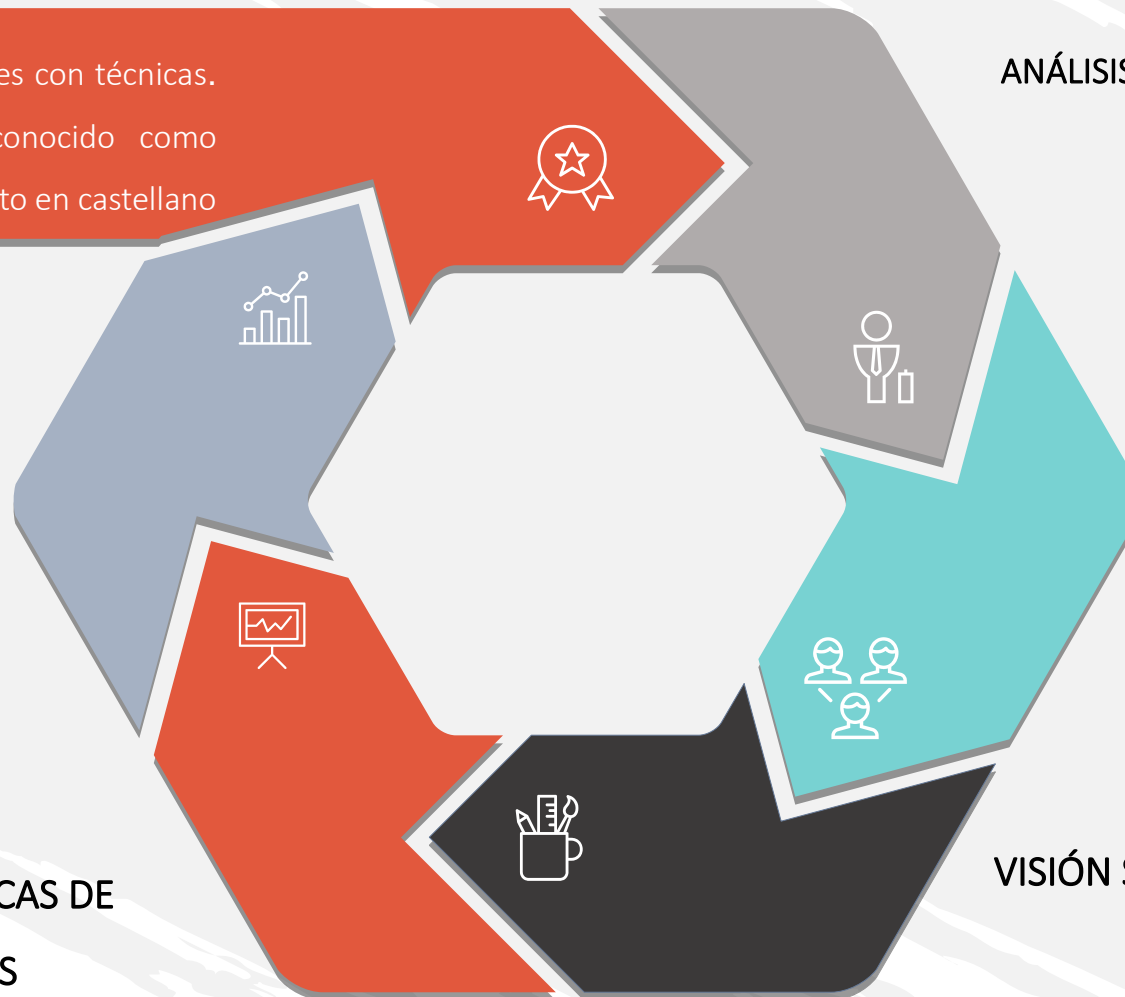 es con técnicas.
conocido como
to en castellano
ANÁLISIS
VISIÓN
CAS DE
S